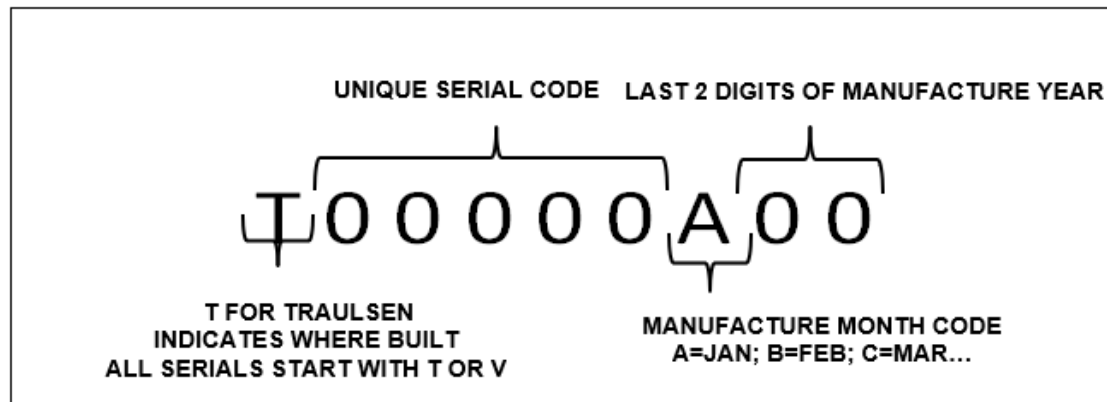 UNIQUE SERIAL CODE
LAST 2 DIGITS OF MANUFACTURE YEAR
T00000A00
T FOR TRAULSEN
INDICATES WHERE BUILT
ALL SERIALS START WITH T OR V
MANUFACTURE MONTH CODE
A=JAN; B=FEB; C=MAR...